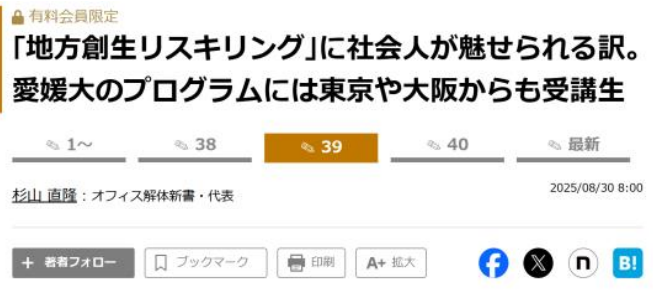 有料会員限定
「地方創生リスキリング」に社会人が魅せられる訳。
愛媛大のプログラムには東京や大阪からも受講生
1～ 38 39 40 最新
杉山 直隆：オフィス解体新書・代表 2025/08/30 8:00
+ 著者フォロー ブックマーク 印刷 A+ 拡大 f X n B!